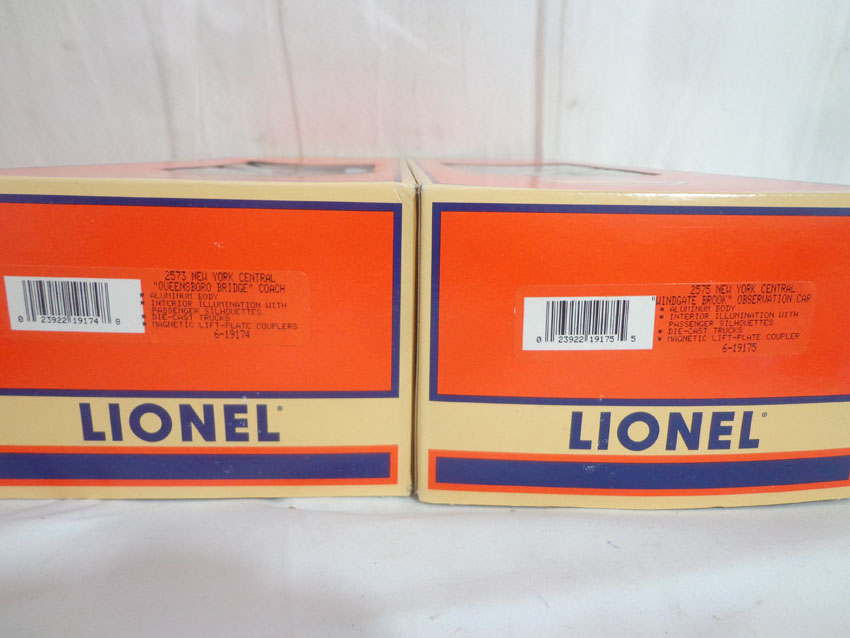 2573 NEW YORK CENTRAL
"QUEENSBORO BRIDGE" COACH
* ALUMINUM BODY
* INTERIOR ILLUMINATION WITH
PASSENGER SILHOUETTES
* DIE-CAST TRUCKS
* MAGNETIC LIFT-PLATE COUPLERS
6-19174
0 23922 19174 8
LIONEL®
2575 NEW YORK CENTRAL
"WINDGATE BROOK" OBSERVATION CAR
* ALUMINUM BODY
* INTERIOR ILLUMINATION WITH
PASSENGER SILHOUETTES
* DIE-CAST TRUCKS
* MAGNETIC LIFT-PLATE COUPLER
6-19175
0 23922 19175 5
LIONEL®